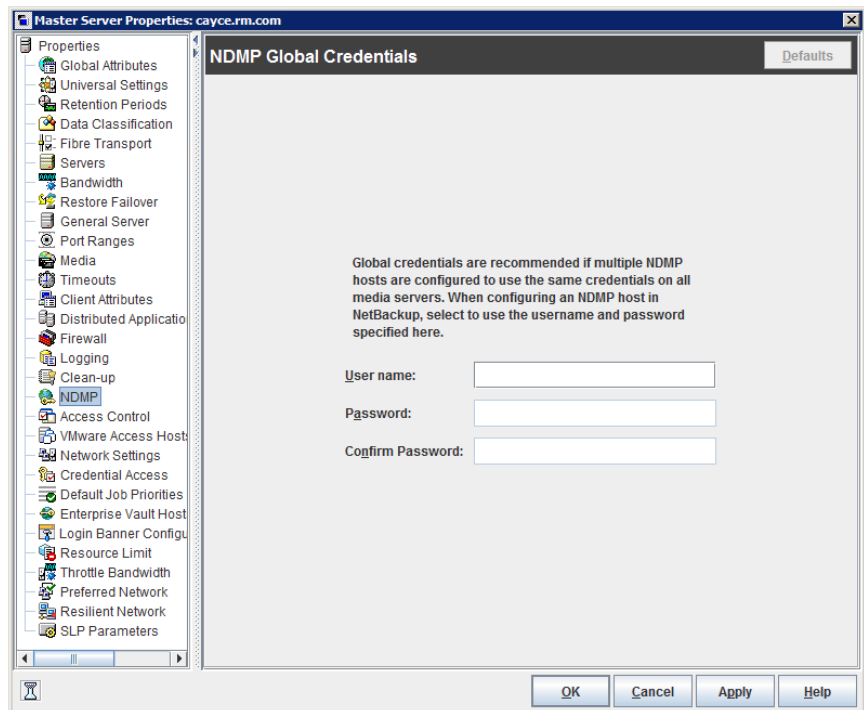 Master Server Properties: cayce.rm.com
Properties
Global Attributes
Universal Settings
Retention Periods
Data Classification
Fibre Transport
Servers
Bandwidth
Restore Failover
General Server
Port Ranges
Media
Timeouts
Client Attributes
Distributed Applicatio
Firewall
Logging
Clean-up
NDMP
Access Control
VMware Access Hosts
Network Settings
Credential Access
Default Job Priorities
Enterprise Vault Host
Login Banner Configu
Resource Limit
Throttle Bandwidth
Preferred Network
Resilient Network
SLP Parameters
NDMP Global Credentials
Defaults
Global credentials are recommended if multiple NDMP
hosts are configured to use the same credentials on all
media servers. When configuring an NDMP host in
NetBackup, select to use the username and password
specified here.
User name:
Password:
Confirm Password:
OK
Cancel
Apply
Help